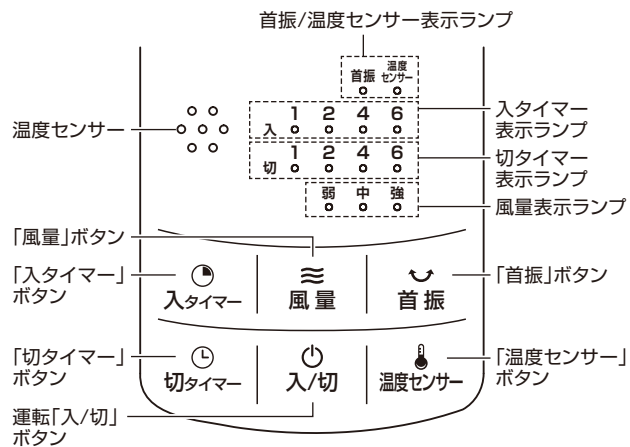 首振/温度センサー表示ランプ
首振 温度センサー
温度センサー
入 1 2 4 6
入タイマー
表示ランプ
切 1 2 4 6
切タイマー
表示ランプ
弱 中 強
風量表示ランプ
「風量」ボタン
「入タイマー」
ボタン
入タイマー
風量
首振
「首振」ボタン
「切タイマー」
ボタン
切タイマー
入/切
温度センサー
「温度センサー」
ボタン
運転「入/切」
ボタン